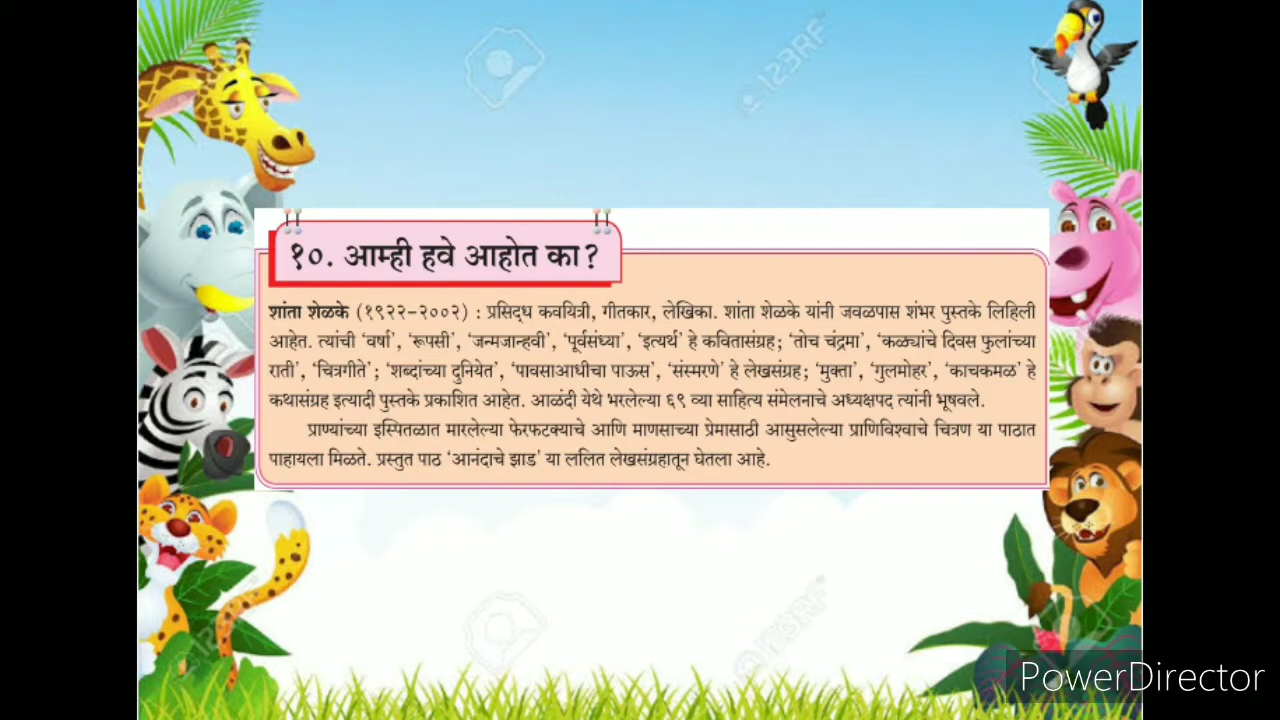 १०. आम्ही हवे आहोत का?
शांता शेळके (१९२२-२००२) : प्रसिद्ध कवयित्री, गीतकार, लेखिका. शांता शेळके यांनी जवळपास शंभर पुस्तके लिहिली
आहेत. त्यांची ‘वर्षा’, ‘रूपसी’, ‘जन्मजान्हवी’, ‘पूर्वसंध्या’, ‘इत्यर्थ’ हे कवितासंग्रह; ‘तोच चंद्रमा’, ‘कळ्यांचे दिवस फुलांच्या
राती’, ‘चित्रगीते’; ‘शब्दांच्या दुनियेत’, ‘पावसाआधीचा पाऊस’, ‘संस्मरणे’ हे लेखसंग्रह; ‘मुक्ता’, ‘गुलमोहर’, ‘काचकमळ’ हे
कथासंग्रह इत्यादी पुस्तके प्रकाशित आहेत. आळंदी येथे भरलेल्या ६९ व्या साहित्य संमेलनाचे अध्यक्षपद त्यांनी भूषवले.
प्राण्यांच्या इस्पितळात मारलेल्या फेरफटक्याचे आणि माणसाच्या प्रेमासाठी आसुसलेल्या प्राणिविश्वाचे चित्रण या पाठात
पाहायला मिळते. प्रस्तुत पाठ ‘आनंदाचे झाड’ या ललित लेखसंग्रहातून घेतला आहे.
123RF
123RF
PowerDirector